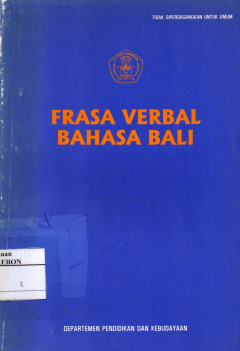 TIDAK DIPERDAGANGKAN UNTUK UMUM
FRASA VERBAL
BAHASA BALI
DEPARTEMEN PENDIDIKAN DAN KEBUDAYAAN